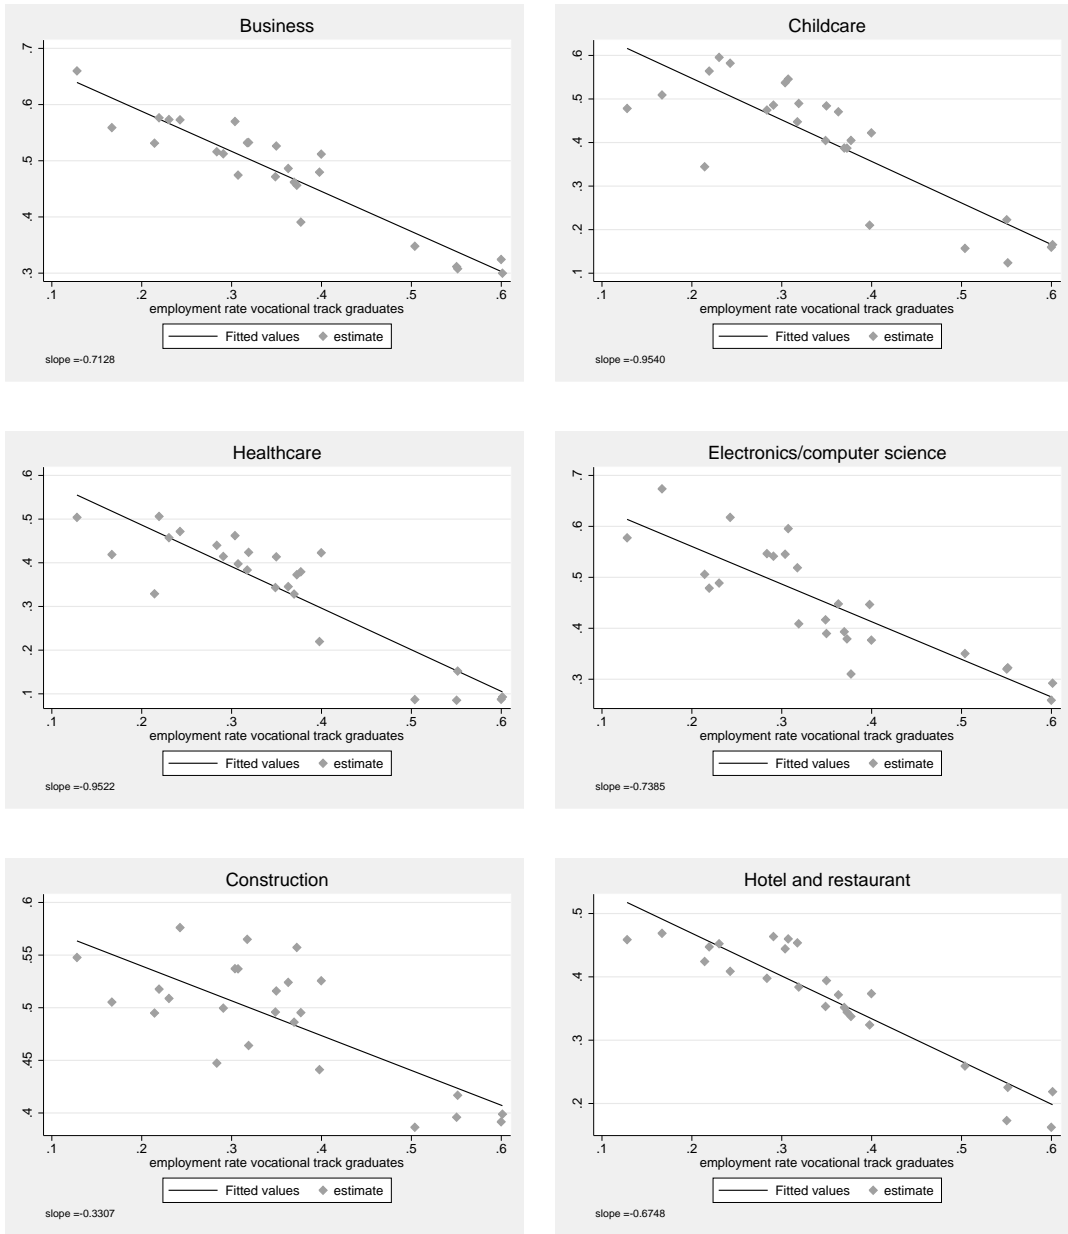 Business
.7
.6
.5
.4
.3
.1 .2 .3 .4 .5 .6
employment rate vocational track graduates
Fitted values estimate
slope =-0.7128
Childcare
.6
.5
.4
.3
.2
.1
.1 .2 .3 .4 .5 .6
employment rate vocational track graduates
Fitted values estimate
slope =-0.9540
Healthcare
.6
.5
.4
.3
.2
.1
.1 .2 .3 .4 .5 .6
employment rate vocational track graduates
Fitted values estimate
slope =-0.9522
Electronics/computer science
.7
.6
.5
.4
.3
.1 .2 .3 .4 .5 .6
employment rate vocational track graduates
Fitted values estimate
slope =-0.7385
Construction
.6
.55
.5
.45
.4
.1 .2 .3 .4 .5 .6
employment rate vocational track graduates
Fitted values estimate
slope =-0.3307
Hotel and restaurant
.5
.4
.3
.2
.1 .2 .3 .4 .5 .6
employment rate vocational track graduates
Fitted values estimate
slope =-0.6748